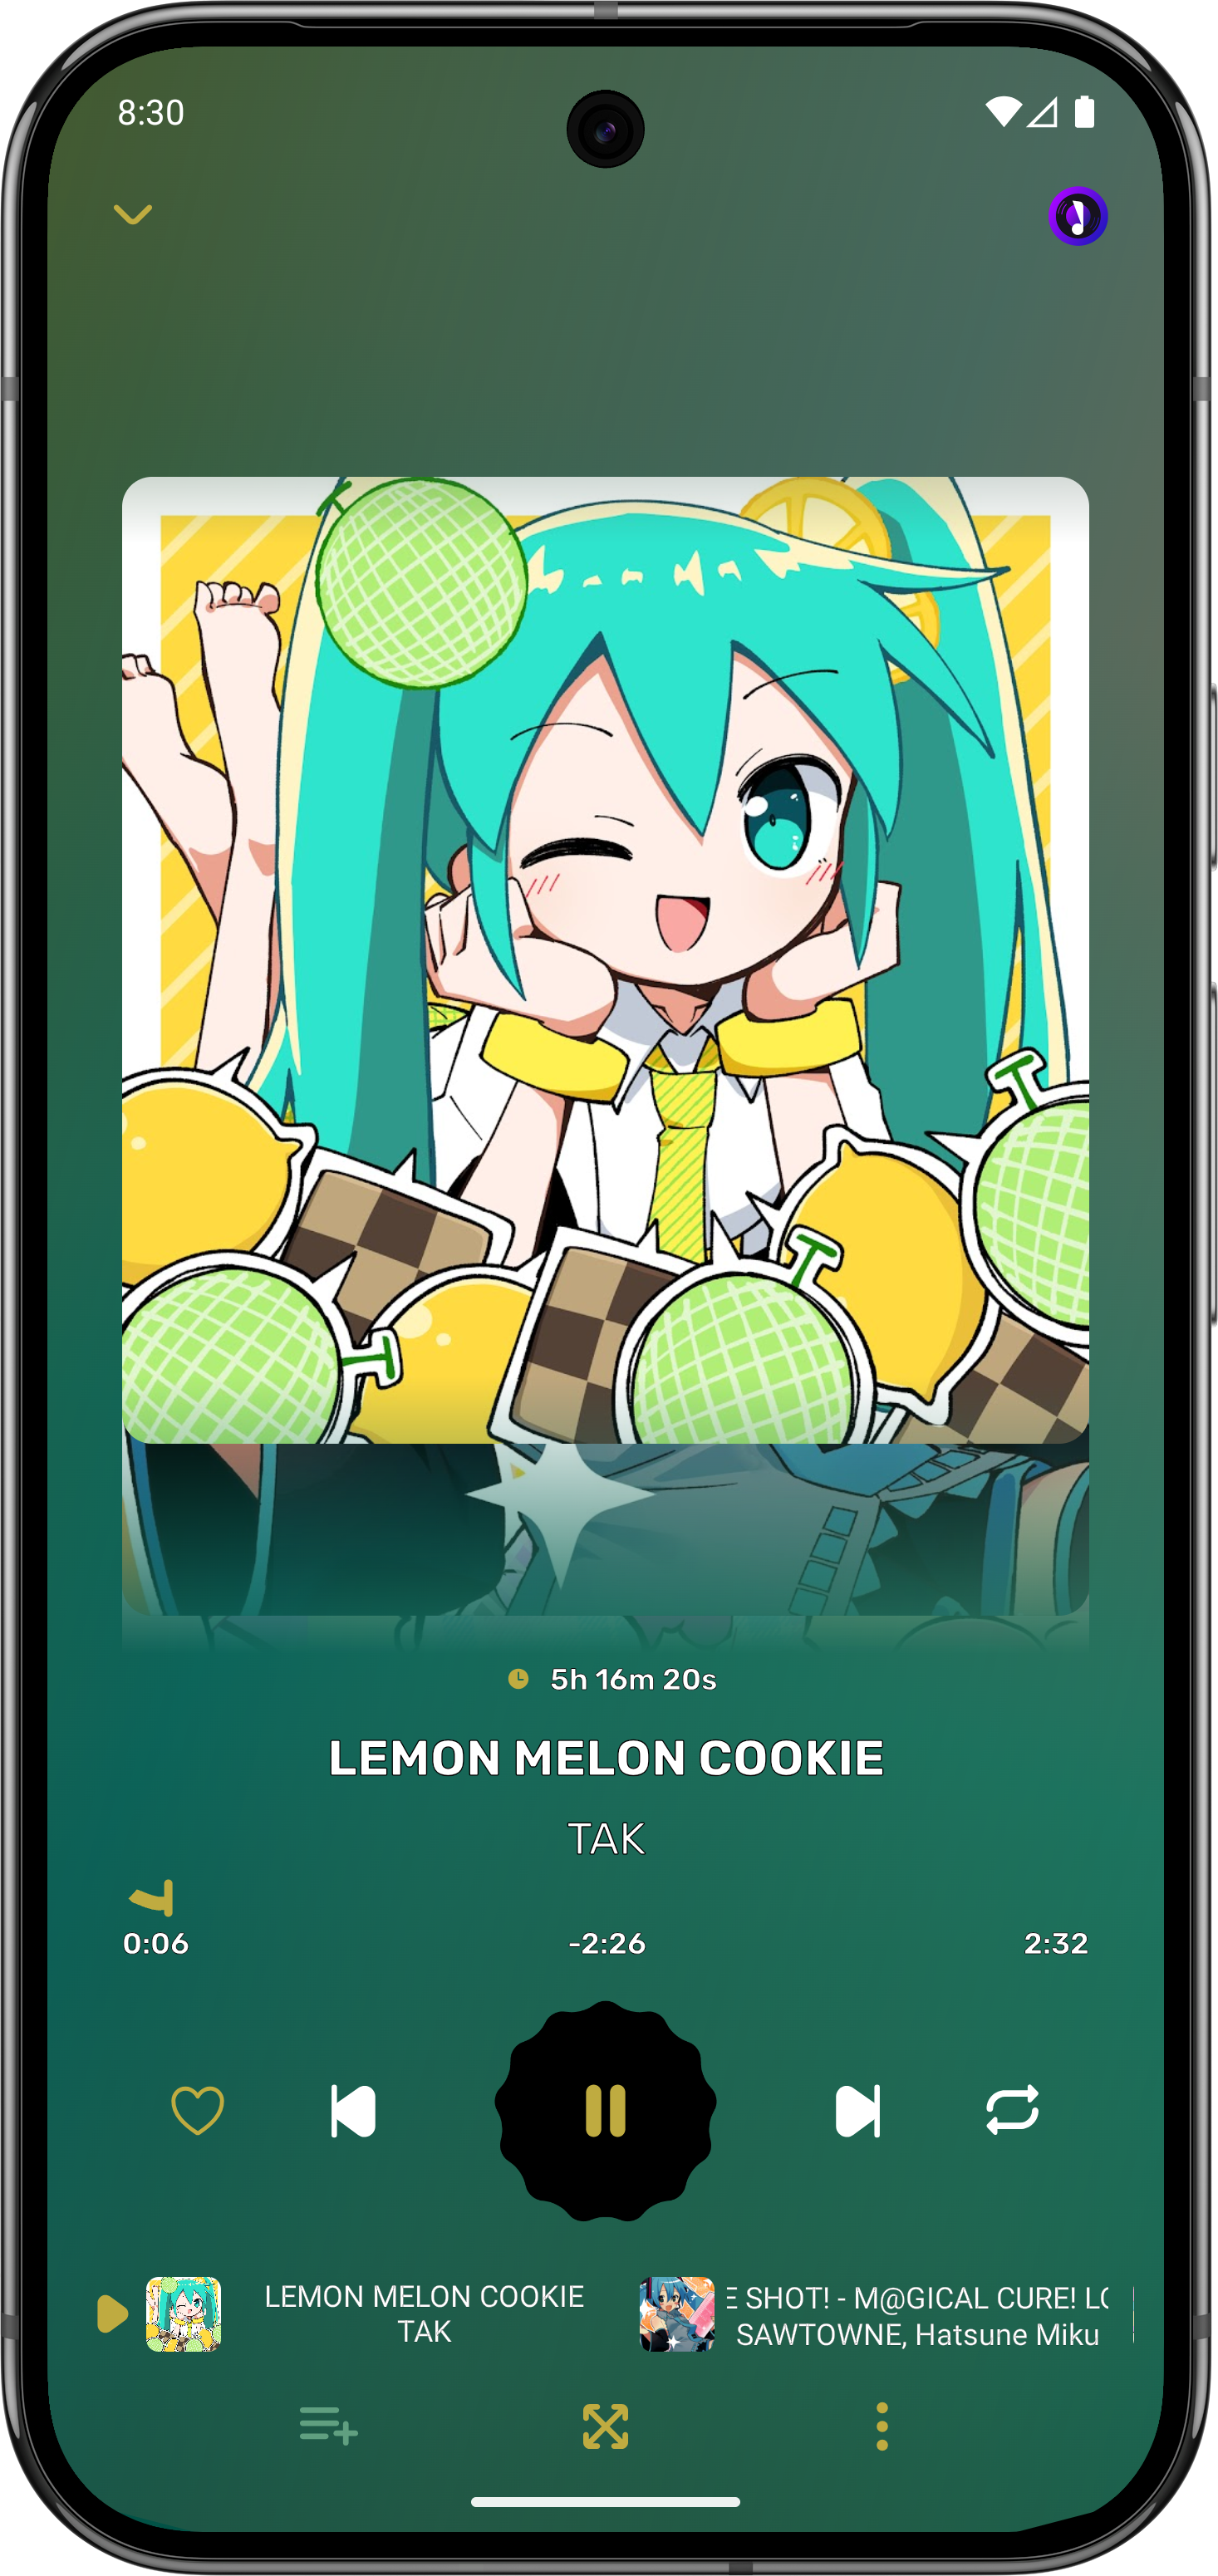 8:30
5h 16m 20s
LEMON MELON COOKIE
TAK
0:06
-2:26
2:32
LEMON MELON COOKIE
TAK
SHOT! - M@GICAL CURE!
SAWTOWNE, Hatsune Miku